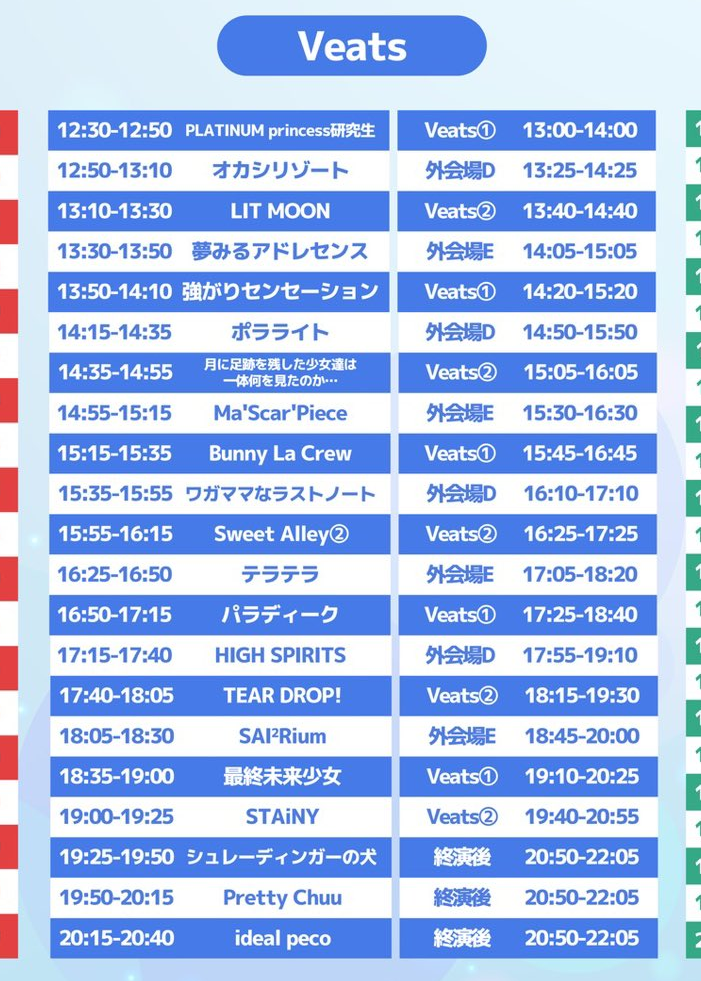 Veats
12:30-12:50 PLATINUM princess研究生 Veats① 13:00-14:00
12:50-13:10 オカシリゾート 外会場D 13:25-14:25
13:10-13:30 LIT MOON Veats② 13:40-14:40
13:30-13:50 夢みるアドレセンス 外会場E 14:05-15:05
13:50-14:10 強がりセンセーション Veats① 14:20-15:20
14:15-14:35 ポラライト 外会場D 14:50-15:50
14:35-14:55 月に足跡を残した少女達は
一体何を見たのか… Veats② 15:05-16:05
14:55-15:15 Ma'Scar'Piece 外会場E 15:30-16:30
15:15-15:35 Bunny La Crew Veats① 15:45-16:45
15:35-15:55 ワガママなラストノート 外会場D 16:10-17:10
15:55-16:15 Sweet Alley② Veats② 16:25-17:25
16:25-16:50 テラテラ 外会場E 17:05-18:20
16:50-17:15 パラディーク Veats① 17:25-18:40
17:15-17:40 HIGH SPIRITS 外会場D 17:55-19:10
17:40-18:05 TEAR DROP! Veats② 18:15-19:30
18:05-18:30 SAI²Rium 外会場E 18:45-20:00
18:35-19:00 最終未来少女 Veats① 19:10-20:25
19:00-19:25 STAiNY Veats② 19:40-20:55
19:25-19:50 シュレーディンガーの犬 終演後 20:50-22:05
19:50-20:15 Pretty Chuu 終演後 20:50-22:05
20:15-20:40 ideal peco 終演後 20:50-22:05